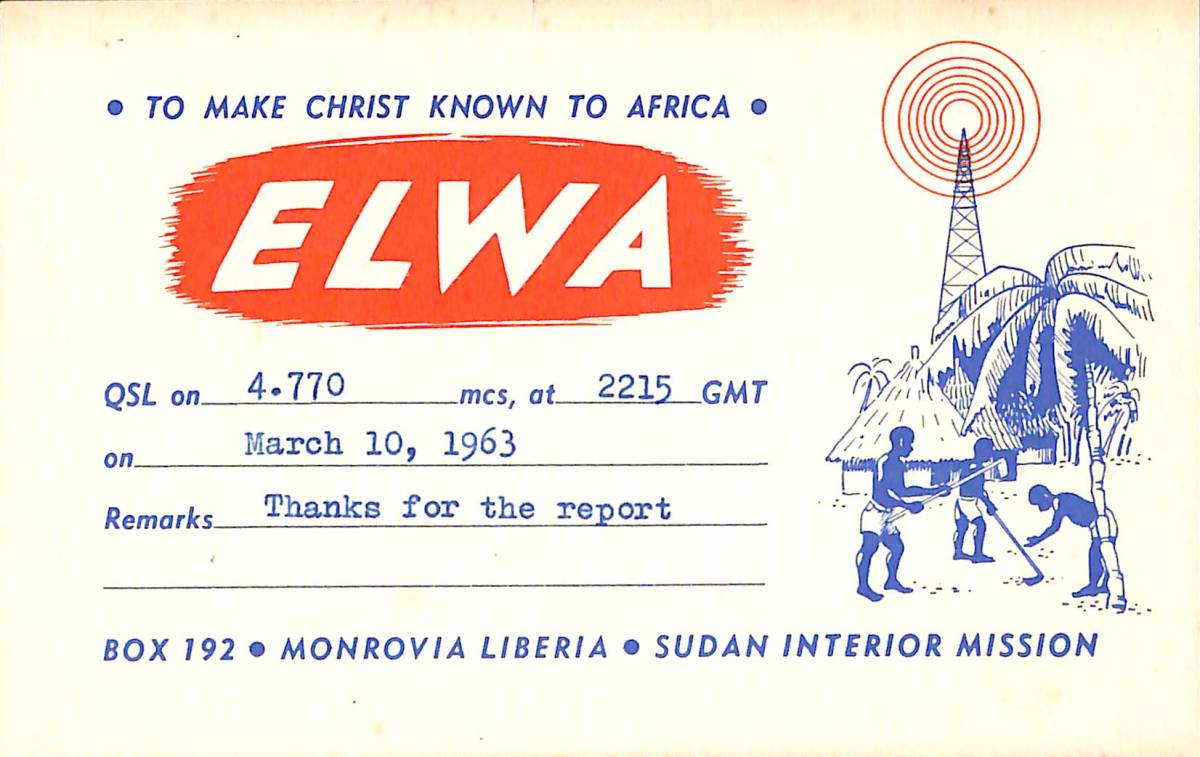 • TO MAKE CHRIST KNOWN TO AFRICA •
ELWA
QSL on 4.770 mcs, at 2215 GMT
on March 10, 1963
Remarks Thanks for the report
BOX 192 • MONROVIA LIBERIA • SUDAN INTERIOR MISSION